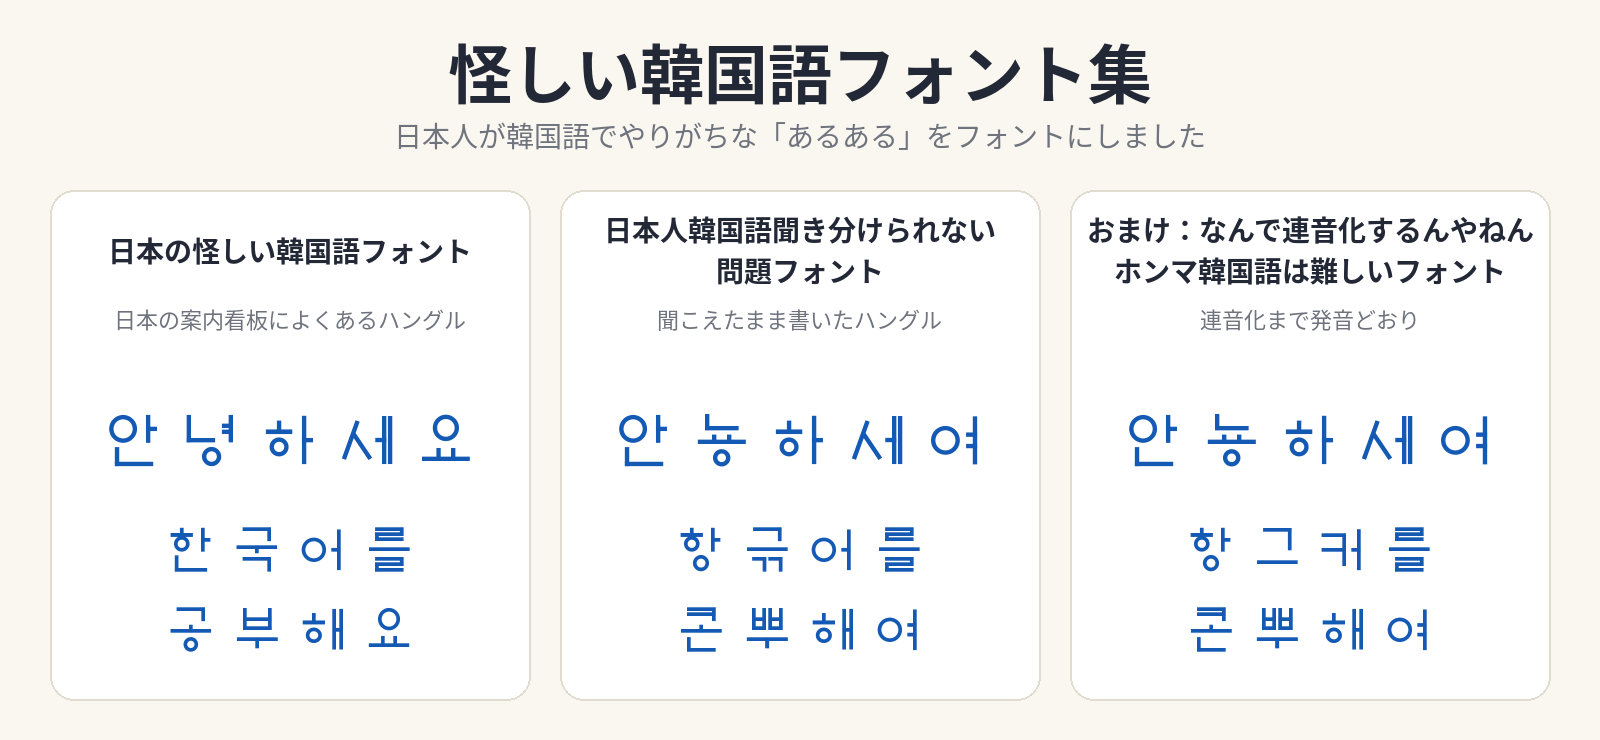 怪しい韓国語フォント集
日本人が韓国語でやりがちな「あるある」をフォントにしました
日本の怪しい韓国語フォント
日本の案内看板によくあるハングル
안녕하세요
한국어를
공부해요
日本人韓国語聞き分けられない
問題フォント
聞こえたまま書いたハングル
안뇽하세여
항귞어를
콘뿌해여
おまけ：なんで連音化するんやねん
ホンマ韓国語は難しいフォント
連音化まで発音どおり
안뇽하세여
항그커를
콘뿌해여